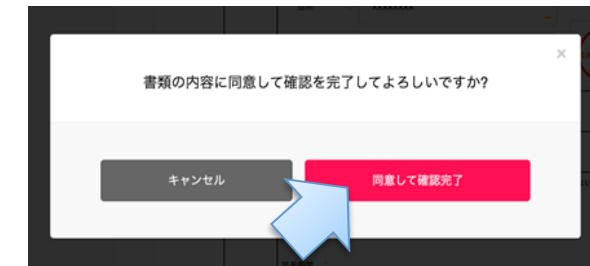 ×
書類の内容に同意して確認を完了してよろしいですか?
キャンセル
同意して確認完了